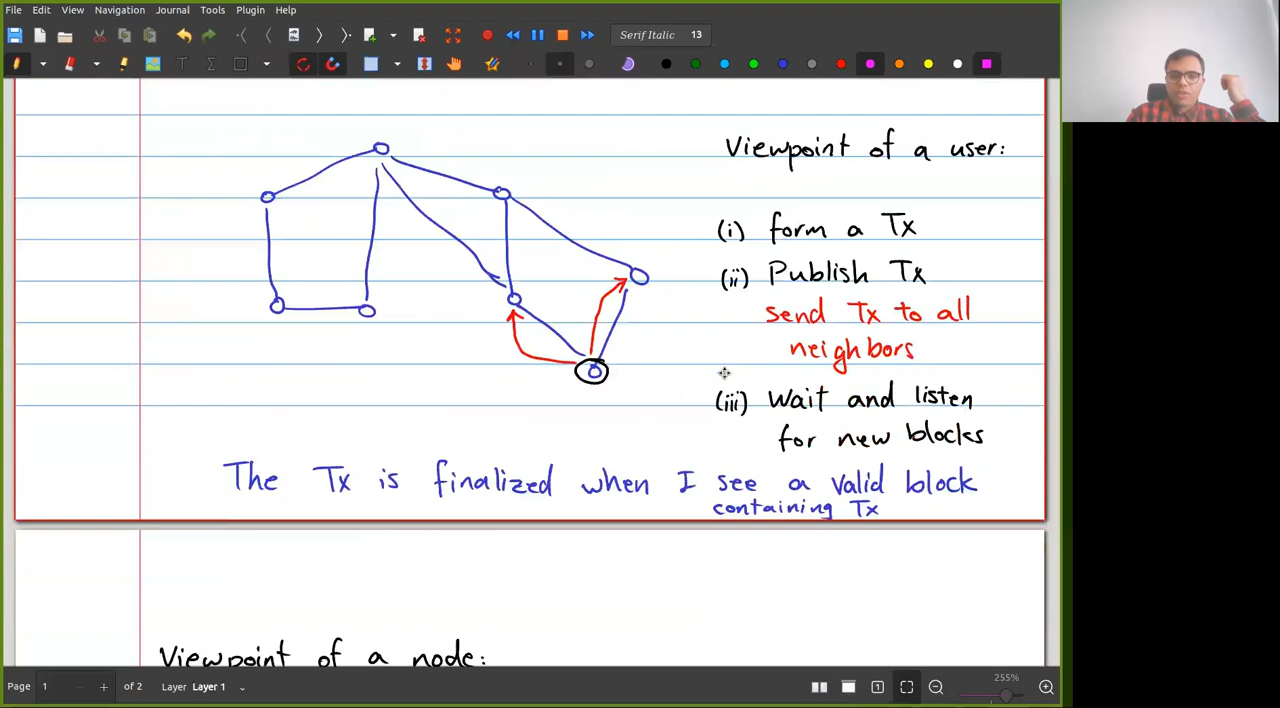 File Edit View Navigation Journal Tools Plugin Help
Serif Italic 13
Viewpoint of a user:
(i) form a Tx
(ii) Publish Tx
send Tx to all
neighbors
(iii) Wait and listen
for new blocks
The Tx is finalized when I see a valid block
containing Tx
Viewpoint of a node:
Page 1 of 2 Layer Layer 1 255%